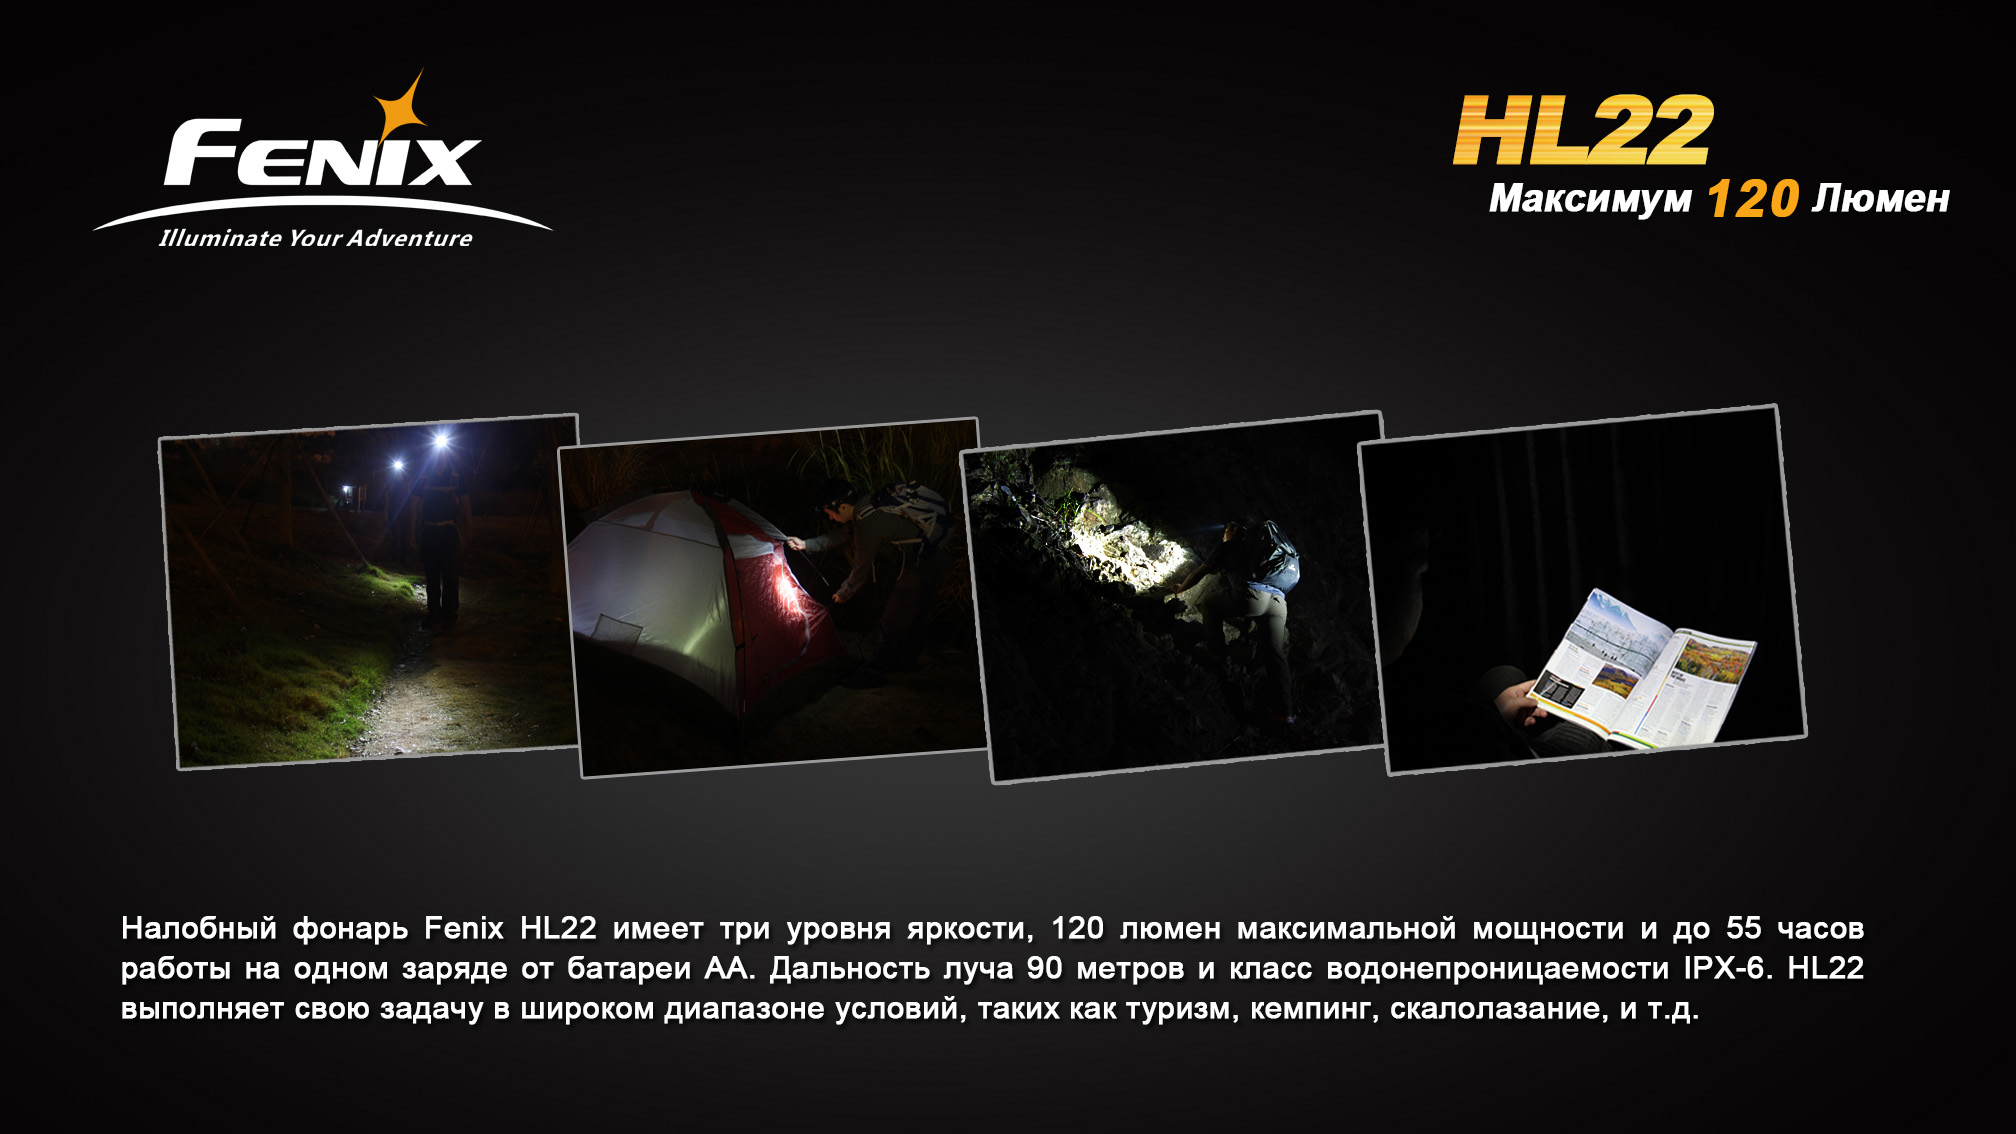 FENIX
Illuminate Your Adventure
HL22
Максимум 120 Люмен
Налобный фонарь Fenix HL22 имеет три уровня яркости, 120 люмен максимальной мощности и до 55 часов
работы на одном заряде от батареи АА. Дальность луча 90 метров и класс водонепроницаемости IPX-6. HL22
выполняет свою задачу в широком диапазоне условий, таких как туризм, кемпинг, скалолазание, и т.д.